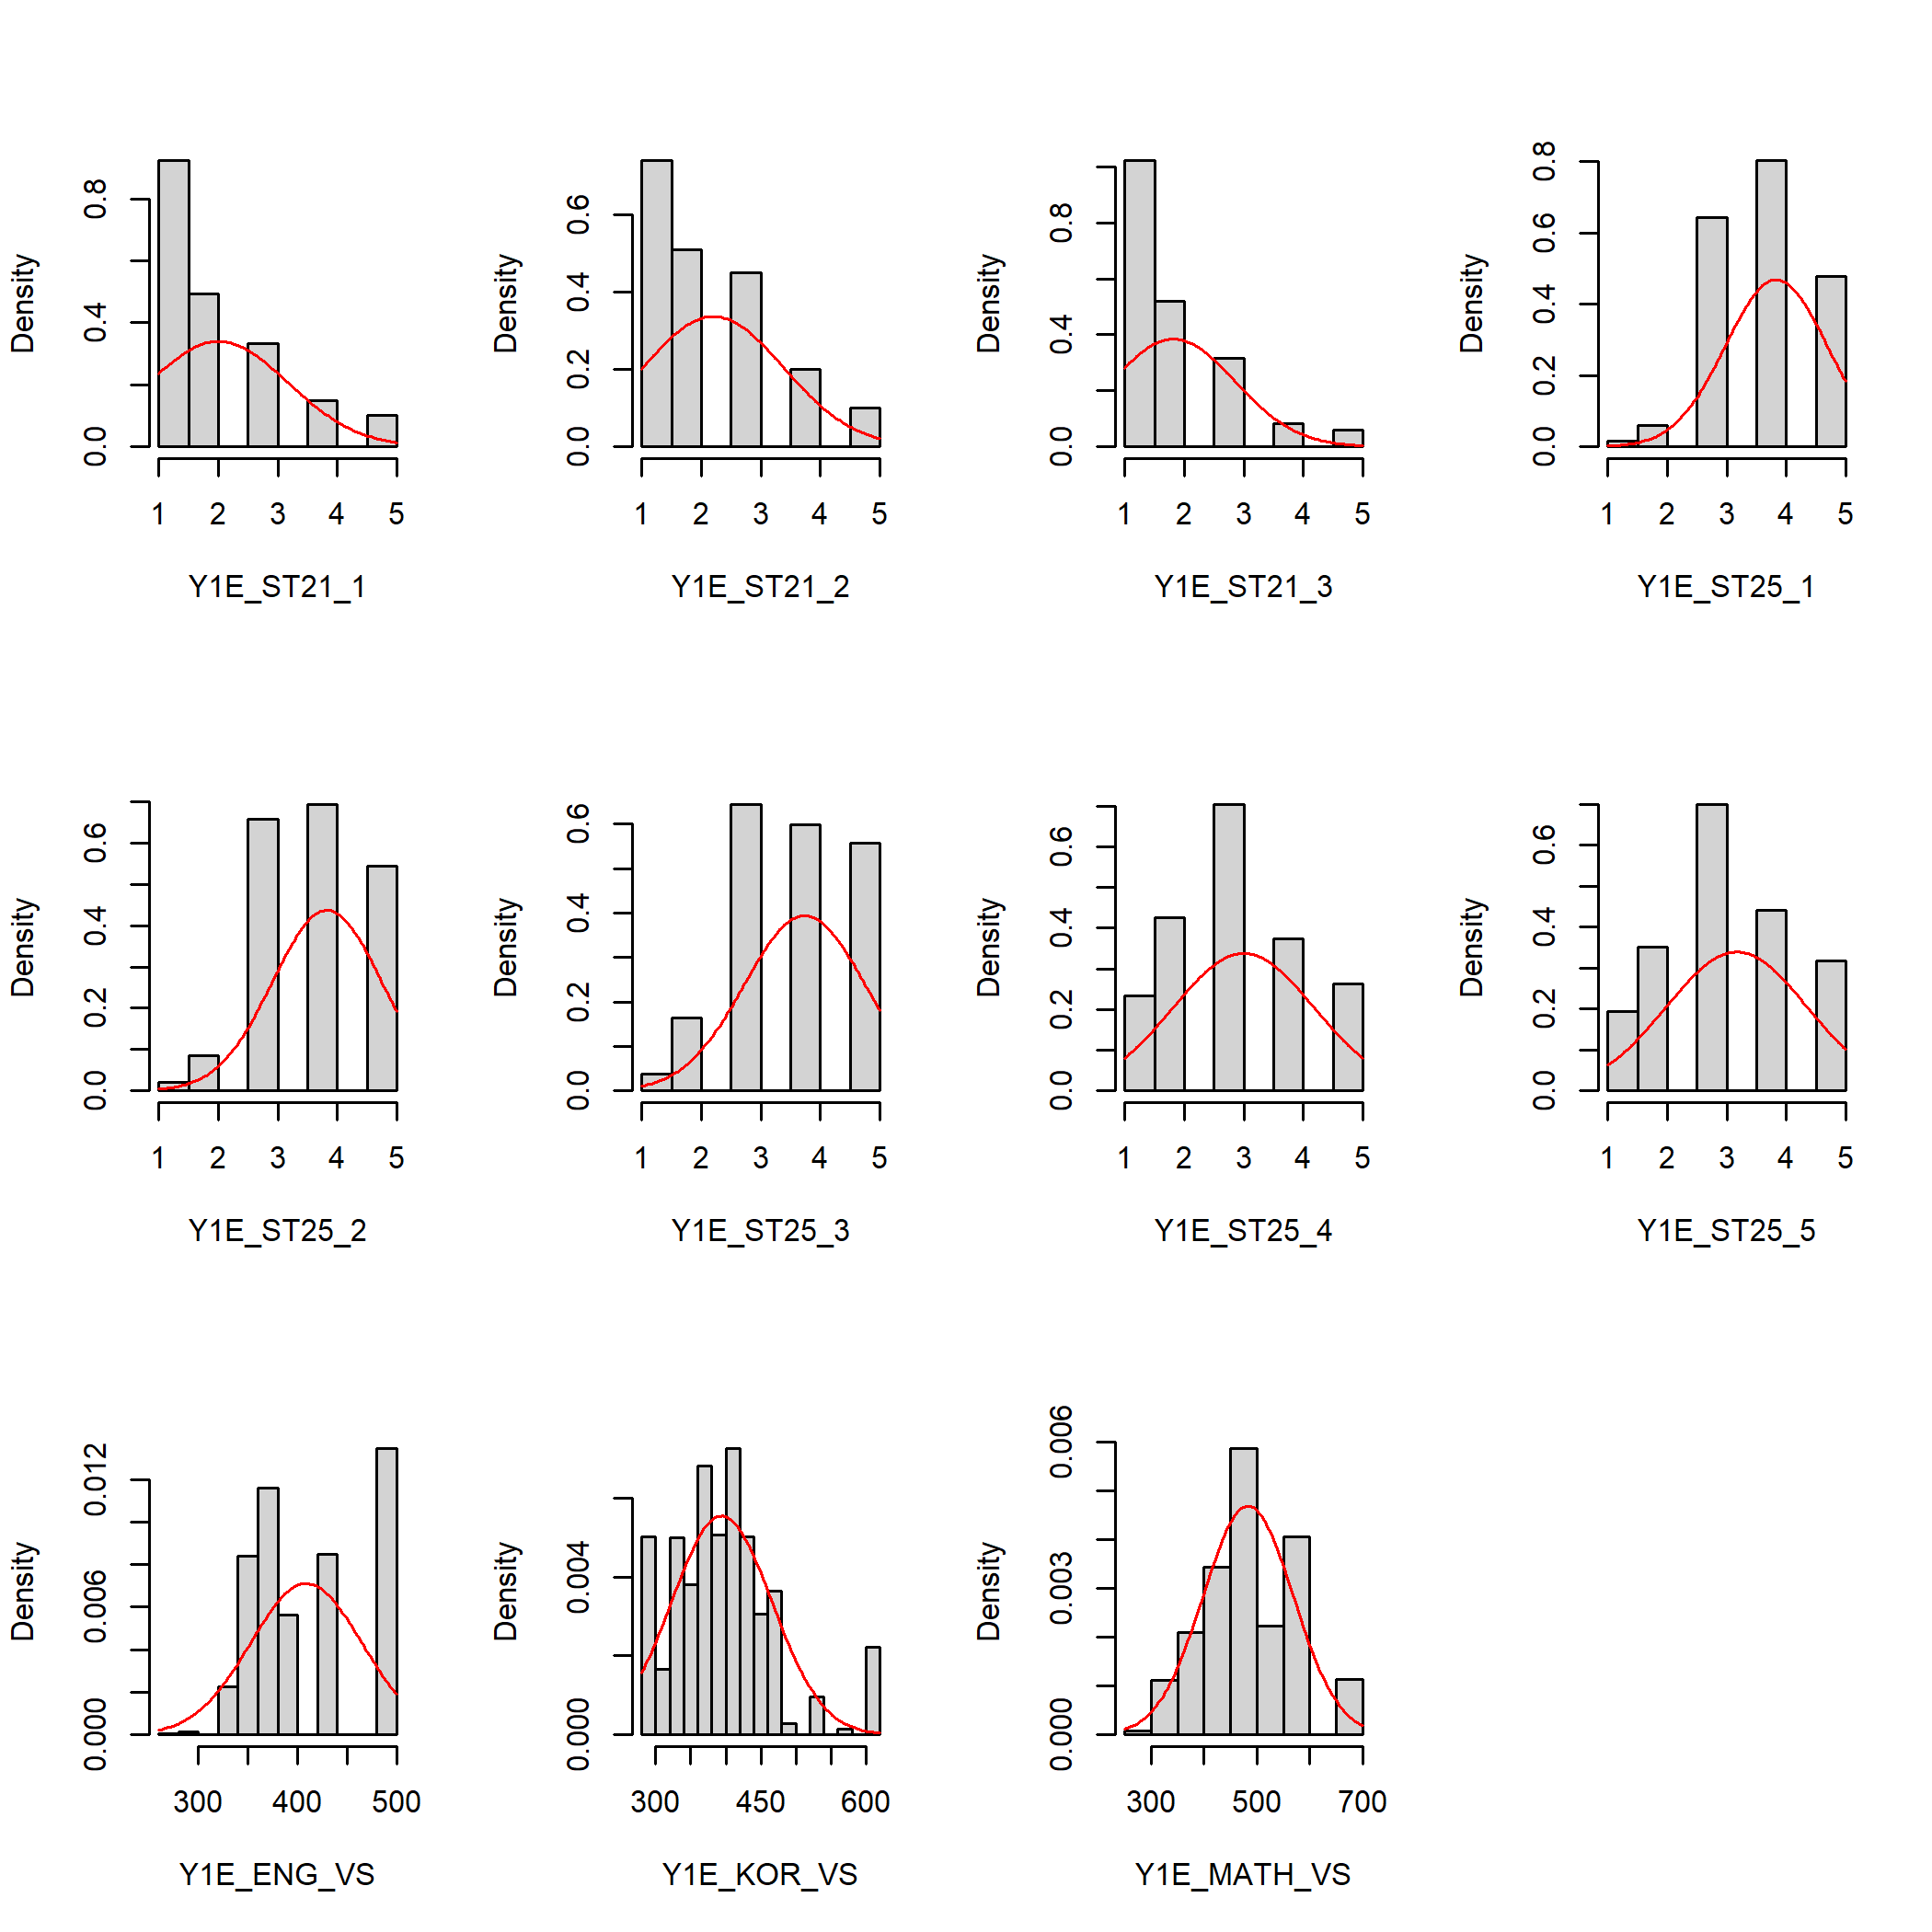 Density
0.0 0.4 0.8
1 2 3 4 5
Y1E_ST21_1
Density
0.0 0.2 0.4 0.6
1 2 3 4 5
Y1E_ST21_2
Density
0.0 0.4 0.8
1 2 3 4 5
Y1E_ST21_3
Density
0.0 0.2 0.4 0.6 0.8
1 2 3 4 5
Y1E_ST25_1
Density
0.0 0.2 0.4 0.6
1 2 3 4 5
Y1E_ST25_2
Density
0.0 0.2 0.4 0.6
1 2 3 4 5
Y1E_ST25_3
Density
0.0 0.2 0.4 0.6
1 2 3 4 5
Y1E_ST25_4
Density
0.0 0.2 0.4 0.6
1 2 3 4 5
Y1E_ST25_5
Density
0.000 0.006 0.012
300 400 500
Y1E_ENG_VS
Density
0.000 0.004
300 450 600
Y1E_KOR_VS
Density
0.000 0.003 0.006
300 500 700
Y1E_MATH_VS